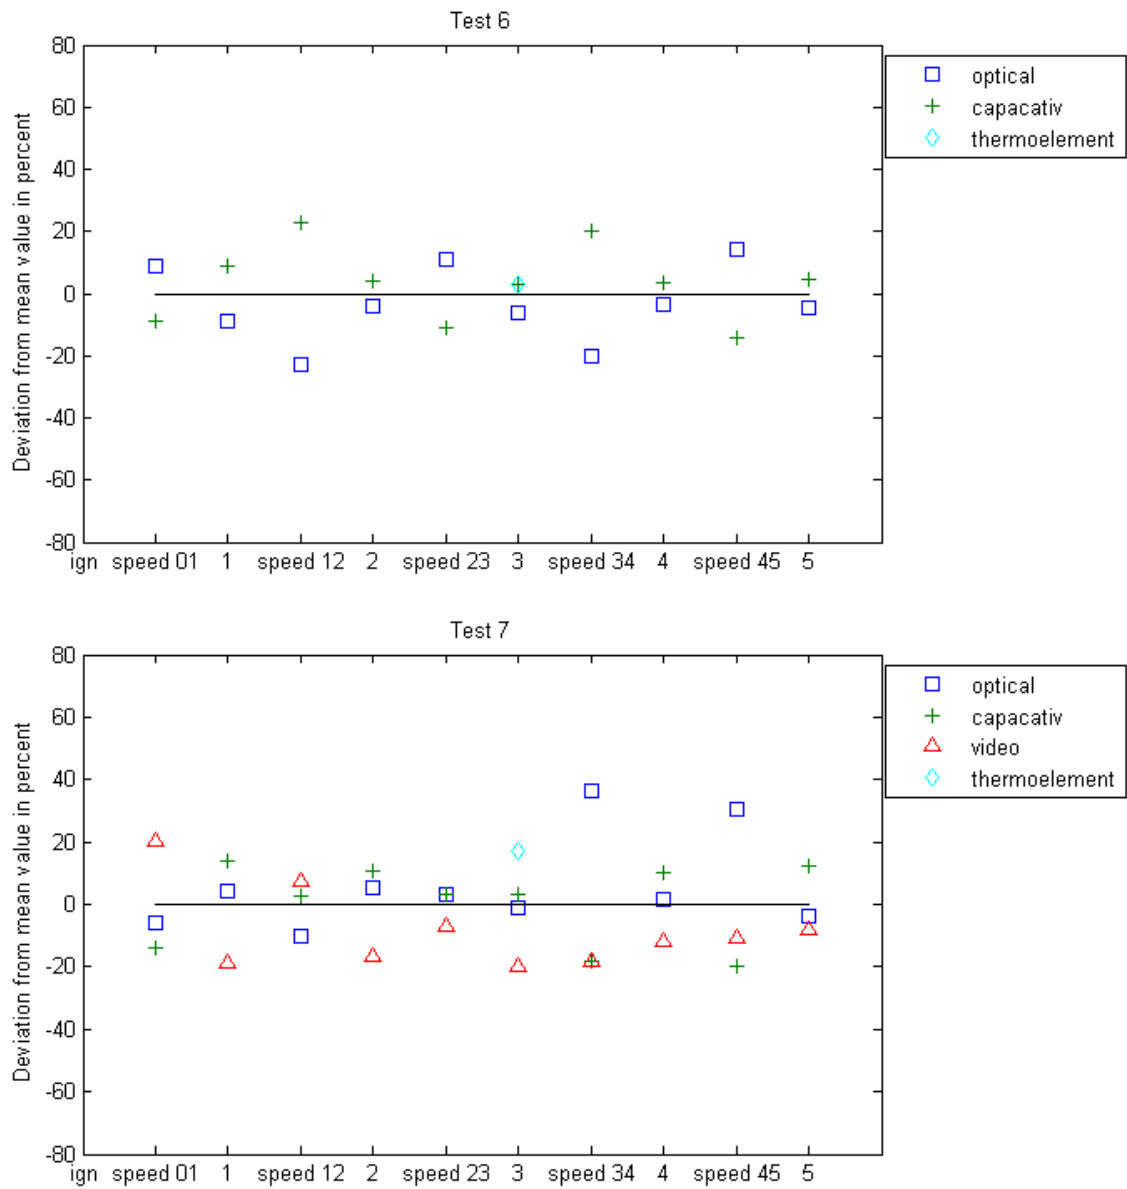 Test 6
80
60
40
20
0
-20
-40
-60
-80
Deviation from mean value in percent
ign speed 01 1 speed 12 2 speed 23 3 speed 34 4 speed 45 5
optical
capacativ
thermoelement
Test 7
80
60
40
20
0
-20
-40
-60
-80
Deviation from mean value in percent
ign speed 01 1 speed 12 2 speed 23 3 speed 34 4 speed 45 5
optical
capacativ
video
thermoelement